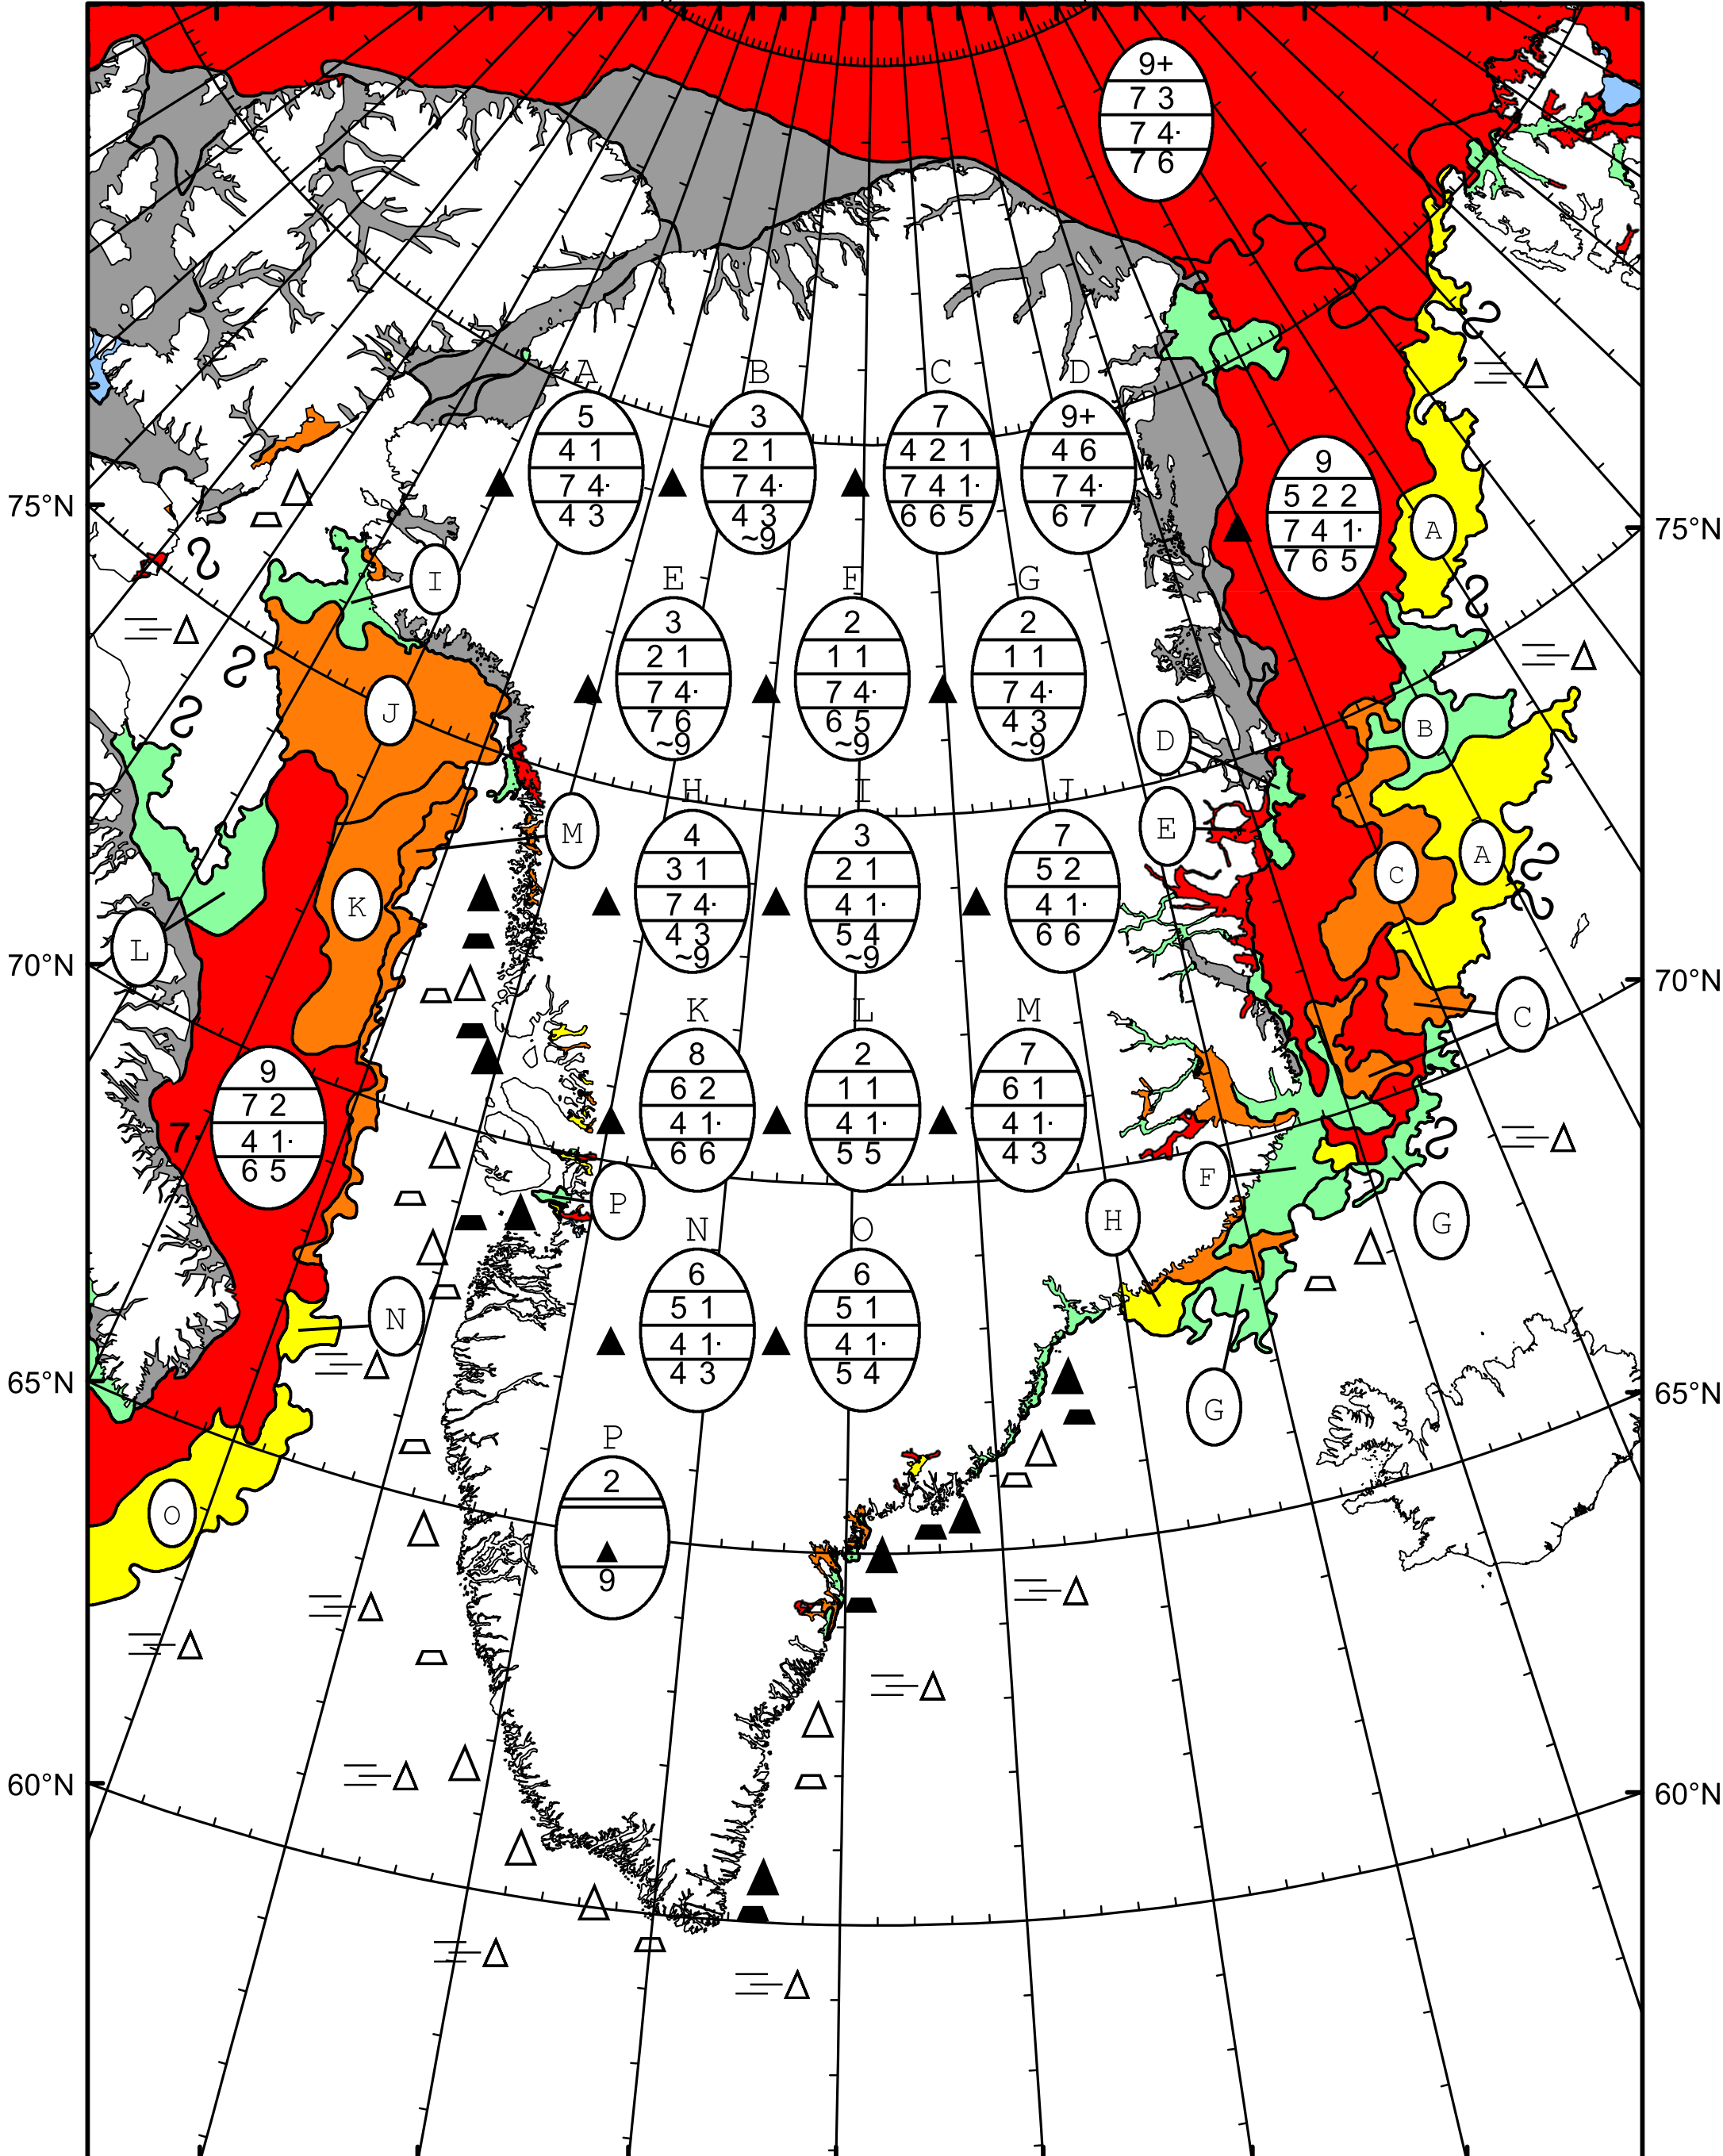 9+
7 3
7 4·
7 6
A B C D
5
4 1
7 4·
4 3
3
2 1
7 4·
4 3
~9
7
4 2 1
7 4 1·
6 6 5
9+
4 6
7 4·
6 7
9
5 2 2
7 4 1·
7 6 5
75°N
A
75°N
I
E F G
3
2 1
7 4·
7 6
~9
2
1 1
7 4·
6 5
~9
2
1 1
7 4·
4 3
~9
J
D
B
H I J
M
E
A
C
4
3 1
7 4·
4 3
~9
3
2 1
4 1·
5 4
~9
7
5 2
4 1·
6 6
K
L
70°N
70°N
C
K L M
9
7 2
4 1·
6 5
7·
8
6 2
4 1·
6 6
2
1 1
4 1·
5 5
7
6 1
4 1·
4 3
F
P
H
G
N O
6
5 1
4 1·
4 3
6
5 1
4 1·
5 4
N
65°N
65°N
G
P
2
9
O
60°N
60°N